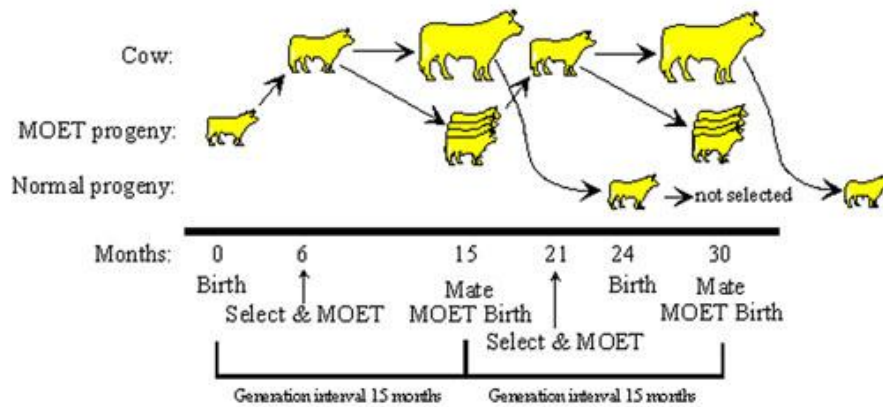 Cow:
MOET progeny:
Normal progeny:
not selected
Months: 0 6 15 21 24 30
Birth Mate Birth Mate
Select & MOET MOET Birth MOET Birth
Select & MOET
Generation interval 15 months Generation interval 15 months